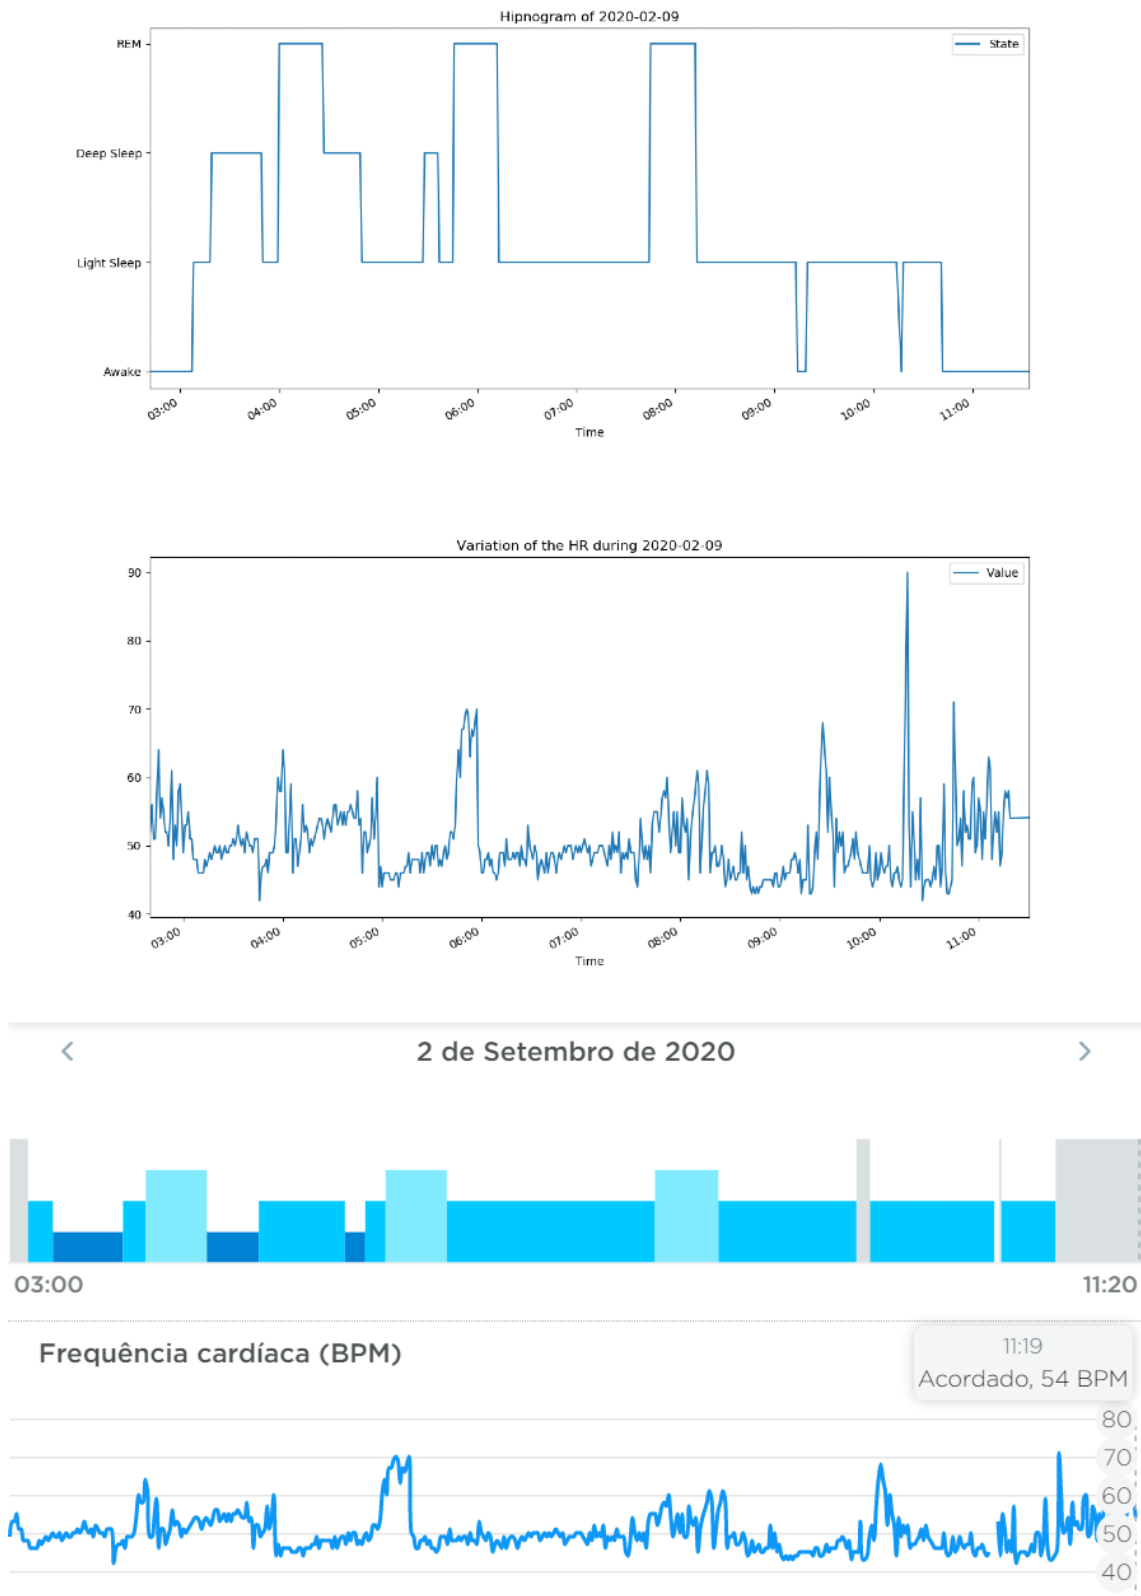 Hipnogram of 2020-02-09
State
REM
Deep Sleep
Light Sleep
Awake
03:00 04:00 05:00 06:00 07:00 08:00 09:00 10:00 11:00
Time
Variation of the HR during 2020-02-09
Value
90
80
70
60
50
40
03:00 04:00 05:00 06:00 07:00 08:00 09:00 10:00 11:00
Time
2 de Setembro de 2020
03:00 11:20
Frequência cardíaca (BPM)
11:19
Acordado, 54 BPM
80
70
60
50
40